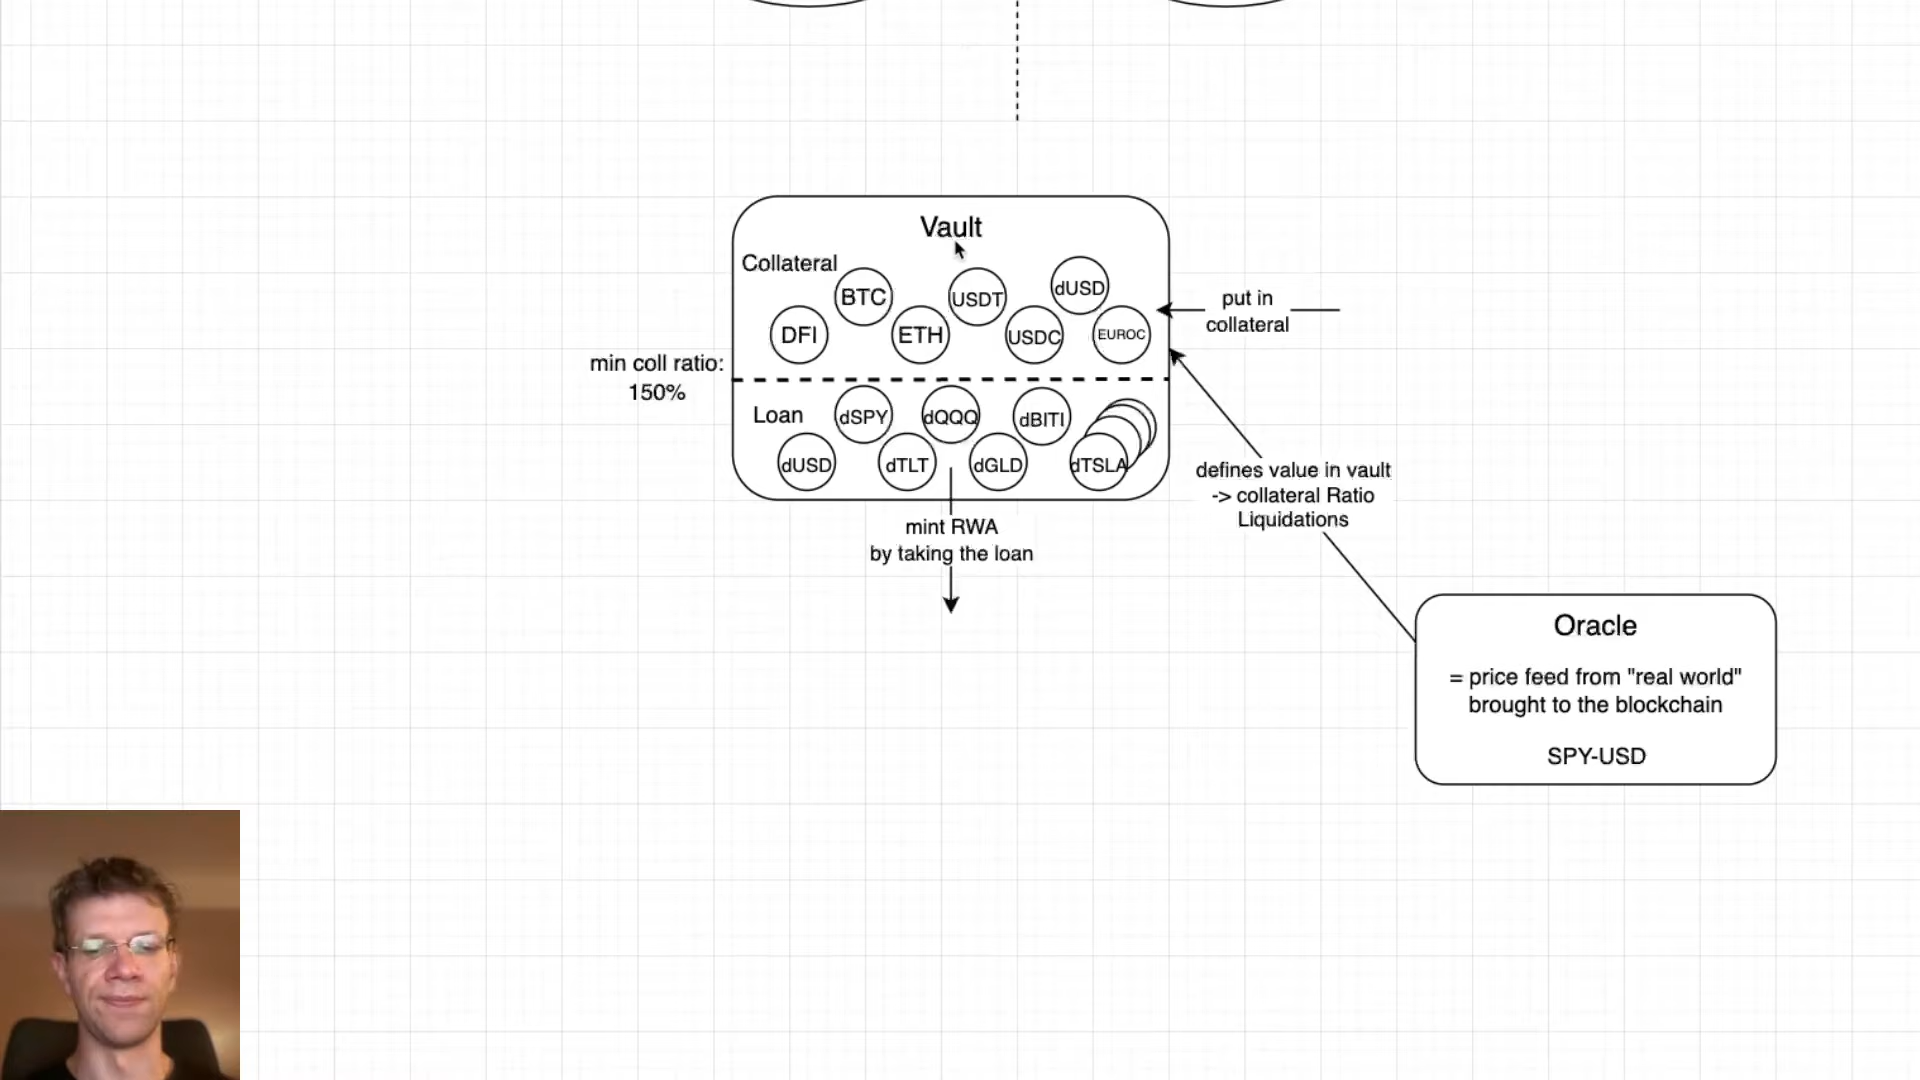 Vault
Collateral
BTC
USDT
dUSD
DFI
ETH
USDC
EUROC
put in
collateral
min coll ratio:
150%
Loan
dSPY
dQQQ
dBITI
dUSD
dTLT
dGLD
dTSLA
defines value in vault
-> collateral Ratio
Liquidations
mint RWA
by taking the loan
Oracle
= price feed from "real world"
brought to the blockchain
SPY-USD